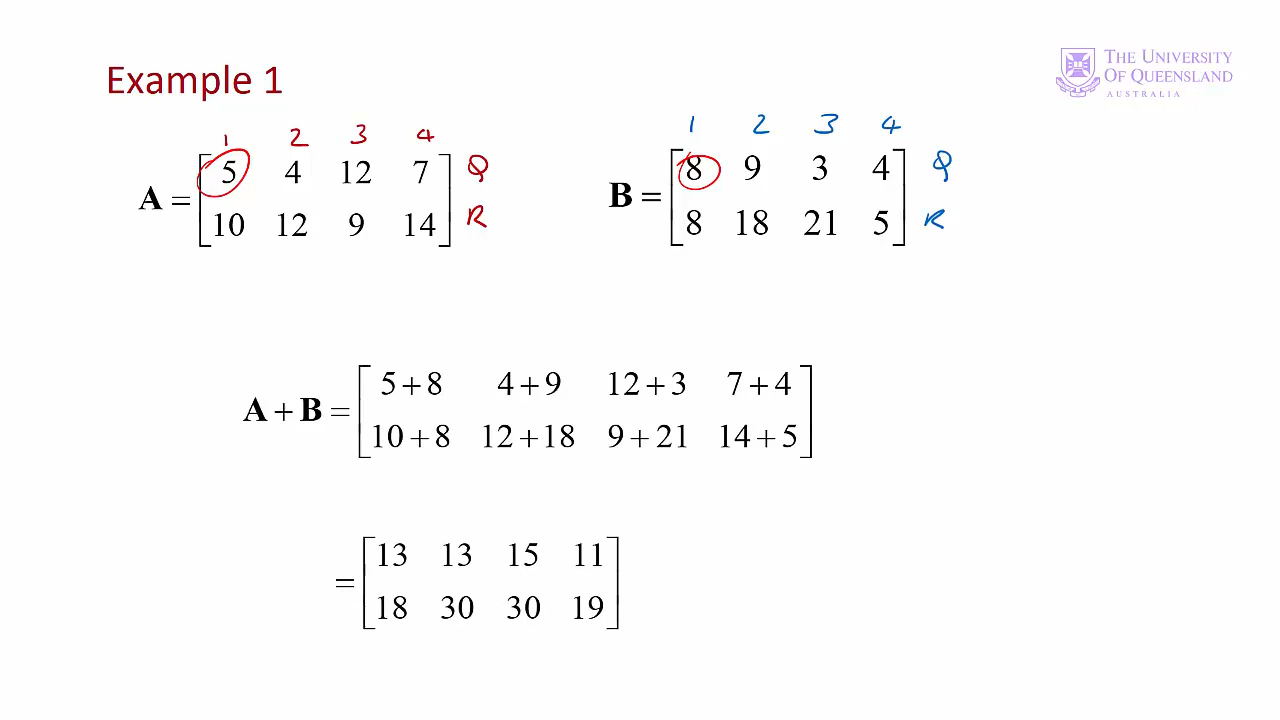 Example 1
THE UNIVERSITY
OF QUEENSLAND
AUSTRALIA
1 2 3 4
A = [ 5 4 12 7 ] Q
[ 10 12 9 14 ] R
1 2 3 4
B = [ 8 9 3 4 ] Q
[ 8 18 21 5 ] R
A + B = [ 5 + 8 4 + 9 12 + 3 7 + 4 ]
[ 10 + 8 12 + 18 9 + 21 14 + 5 ]
= [ 13 13 15 11 ]
[ 18 30 30 19 ]